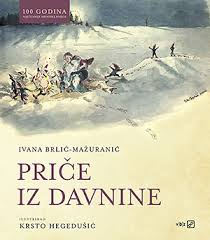 100 GODINA
IVANA BRLIĆ-MAŽURANIĆ
PRIČE
IZ DAVNINE
ILUSTRIRAO
KRSTO HEGEDUŠIĆ